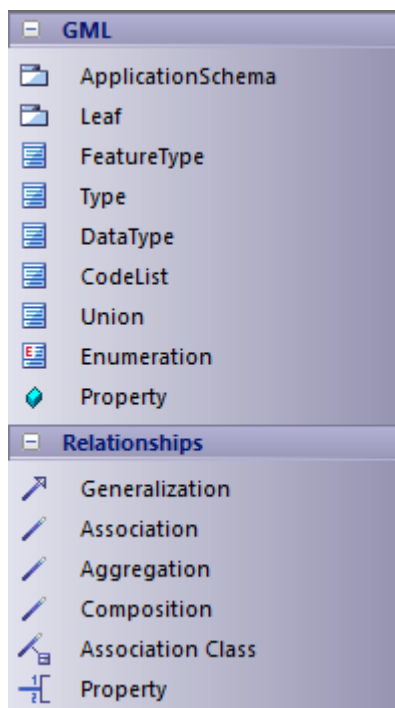 GML
ApplicationSchema
Leaf
FeatureType
Type
DataType
CodeList
Union
Enumeration
Property
Relationships
Generalization
Association
Aggregation
Composition
Association Class
Property